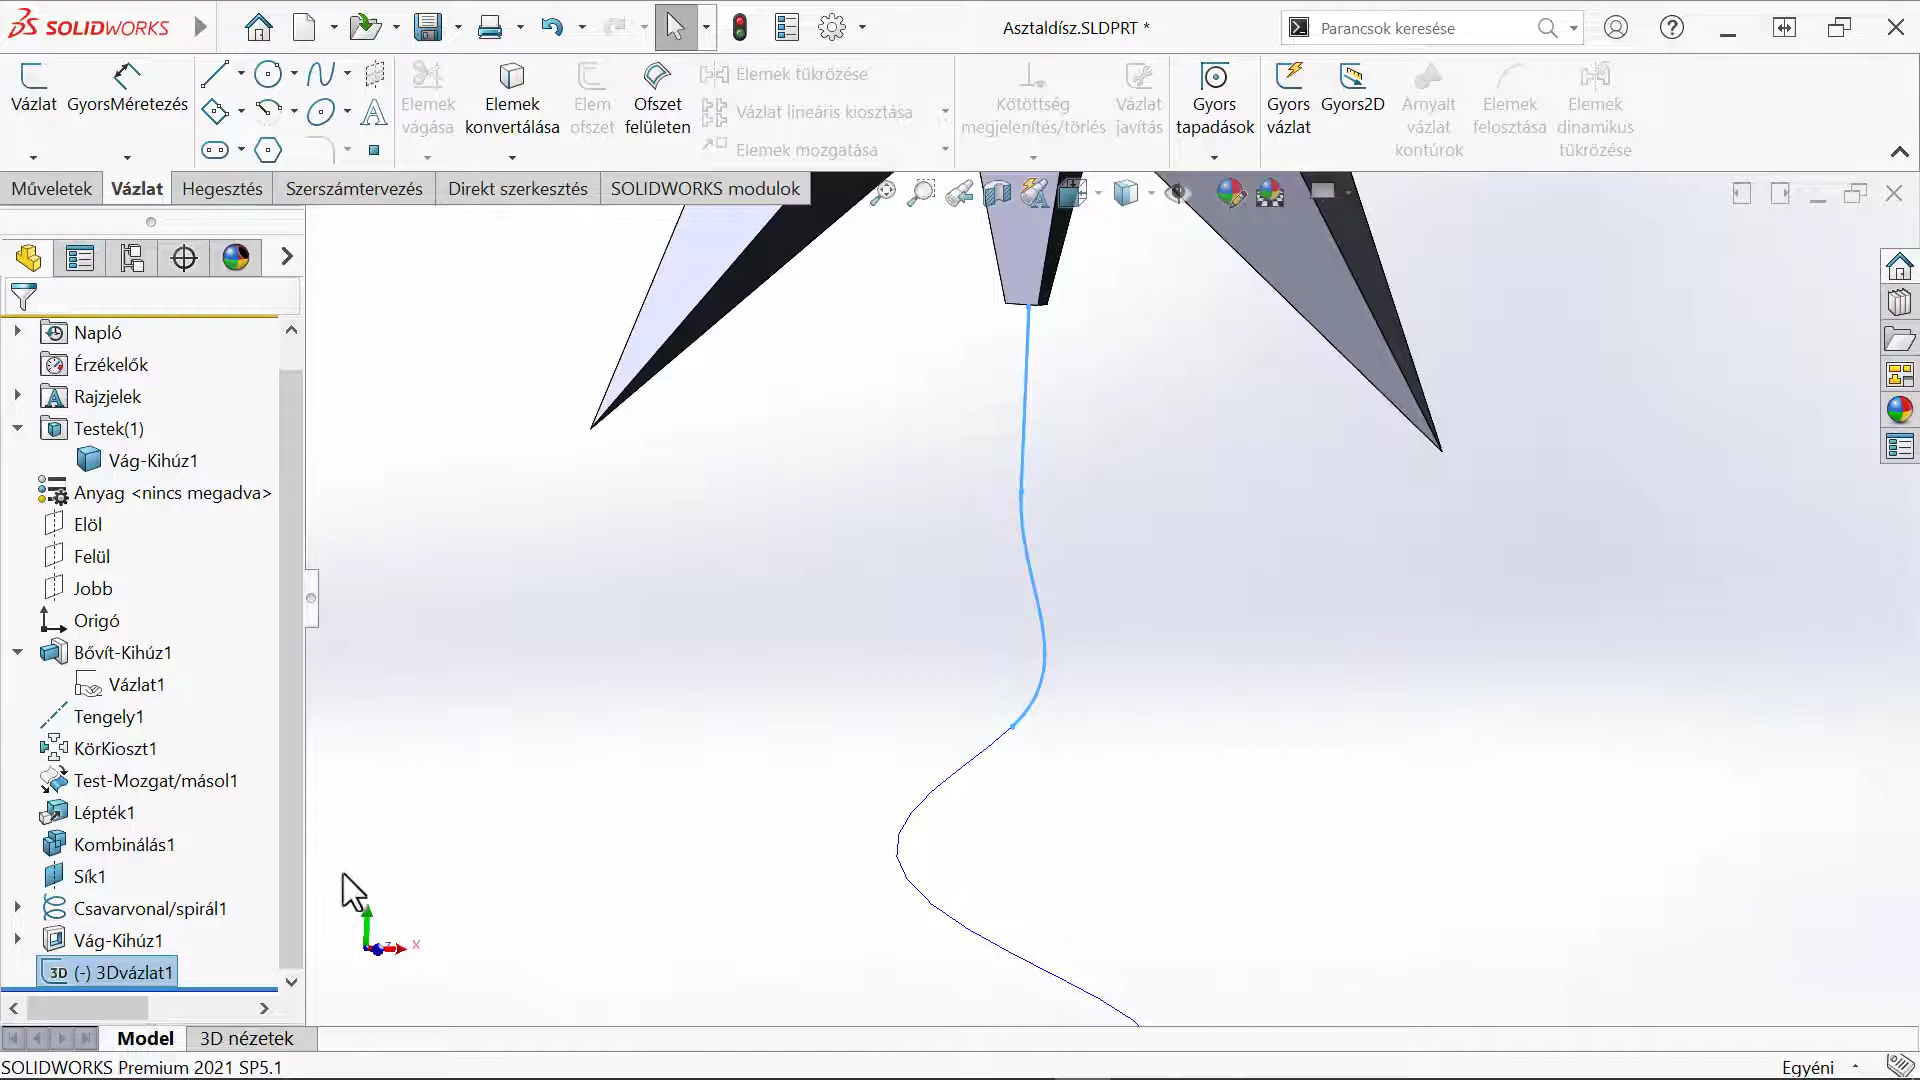 SOLIDWORKS
Asztaldísz.SLDPRT *
Parancsok keresése
Vázlat
GyorsMéretezés
Elemek vágása
Elemek konvertálása
Elem ofszet
Ofszet felületen
Elemek tükrözése
Vázlat lineáris kiosztása
Elemek mozgatása
Kötöttség megjelenítés/törlés
Vázlat javítás
Gyors tapadások
Gyors vázlat
Gyors2D
Árnyalt vázlat kontúrok
Elemek felosztása
Elemek dinamikus tükrözése
Műveletek
Vázlat
Hegesztés
Szerszámtervezés
Direkt szerkesztés
SOLIDWORKS modulok
Napló
Érzékelők
Rajzjelek
Testek(1)
Vág-Kihúz1
Anyag <nincs megadva>
Elöl
Felül
Jobb
Origó
Bővít-Kihúz1
Vázlat1
Tengely1
KörKioszt1
Test-Mozgat/másol1
Lépték1
Kombinálás1
Sík1
Csavarvonal/spirál1
Vág-Kihúz1
3D (-) 3Dvázlat1
X
Model
3D nézetek
SOLIDWORKS Premium 2021 SP5.1
Egyéni